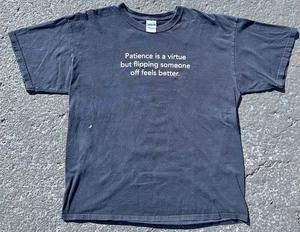 Patience is a virtue
but flipping someone
off feels better.